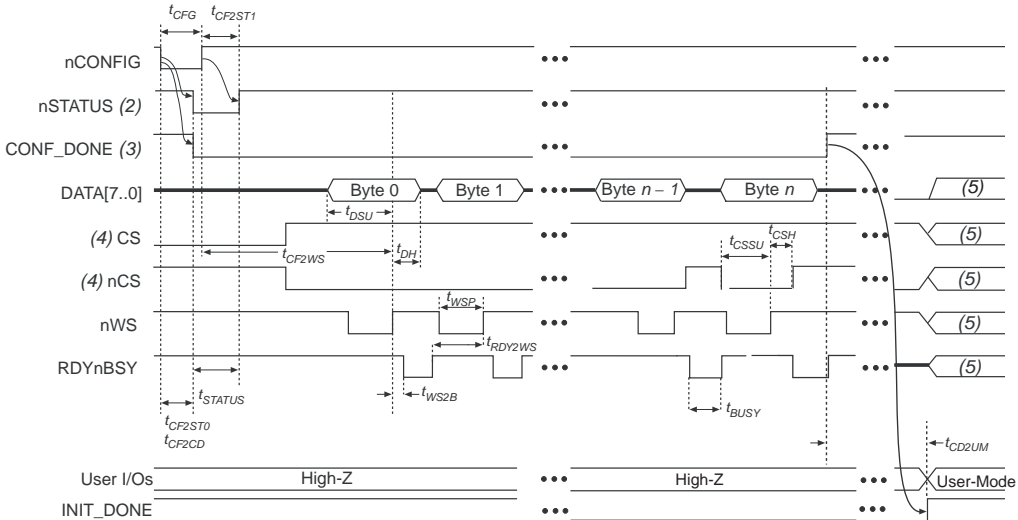 tCFG tCF2ST1
nCONFIG
nSTATUS (2)
CONF_DONE (3)
DATA[7..0] Byte 0 Byte 1 Byte n – 1 Byte n (5)
tDSU
(4) CS (5)
tCF2WS tDH tCSSU tCSH
(4) nCS (5)
tWSP
nWS (5)
tRDY2WS
RDYnBSY (5)
tSTATUS tWS2B tBUSY
tCF2ST0
tCF2CD
tCD2UM
User I/Os High-Z High-Z User-Mode
INIT_DONE